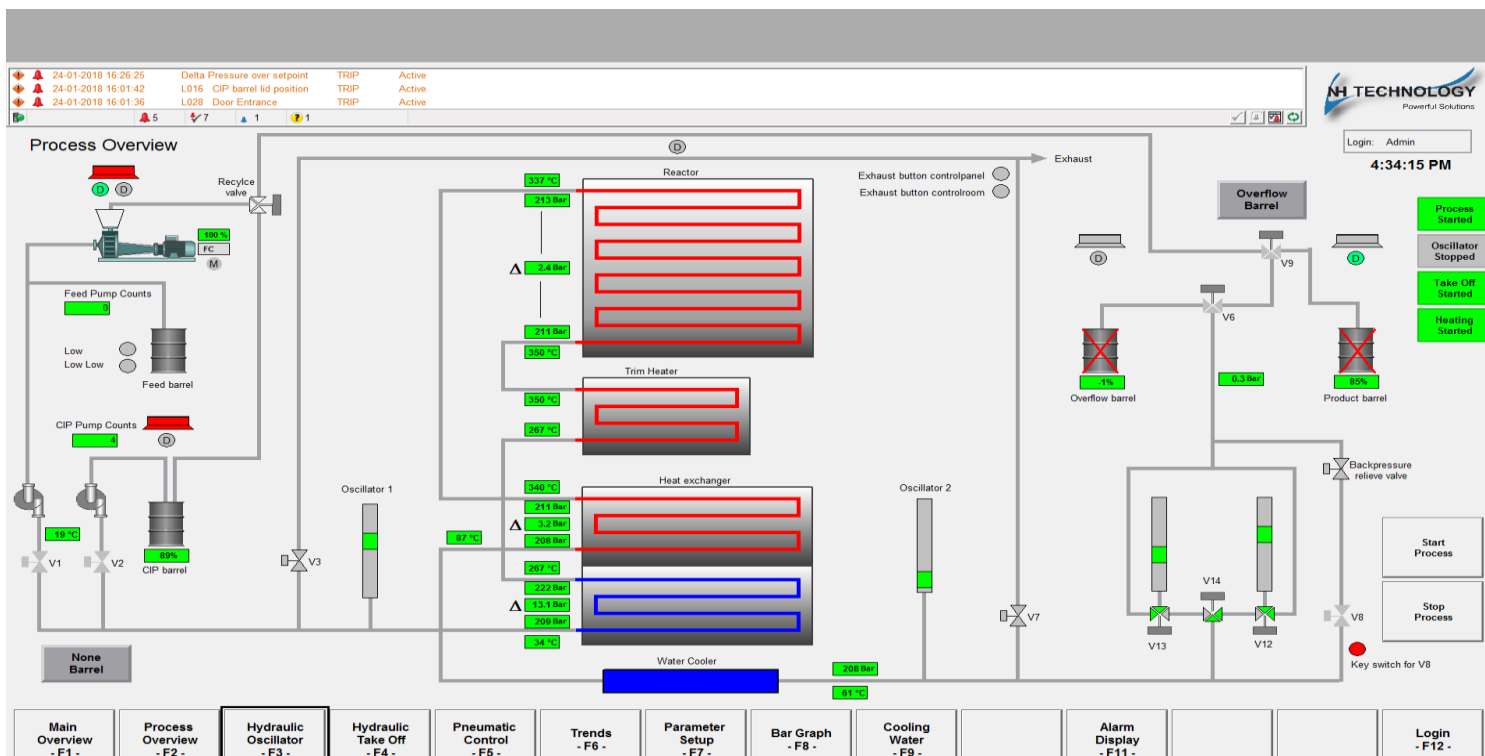 24-01-2018 16:26:25 Delta Pressure over setpoint TRIP Active
24-01-2018 16:01:42 L016 CIP barrel lid position TRIP Active
24-01-2018 16:01:36 L028 Door Entrance TRIP Active
5 7 1 ? 1
NH TECHNOLOGY
Powerful Solutions
Login: Admin
4:34:15 PM
Process Overview
D D
Recylce
valve
100 %
FC
M
Feed Pump Counts
0
Low
Low Low
Feed barrel
CIP Pump Counts
4
D
19 °C
V1
V2
89%
CIP barrel
None
Barrel
V3
Oscillator 1
D
Exhaust
Exhaust button controlpanel
Exhaust button controlroom
Reactor
337 °C
213 Bar
Δ 2.4 Bar
211 Bar
350 °C
Trim Heater
350 °C
267 °C
Heat exchanger
340 °C
211 Bar
Δ 3.2 Bar
208 Bar
87 °C
267 °C
222 Bar
Δ 13.1 Bar
209 Bar
34 °C
Water Cooler
208 Bar
61 °C
Oscillator 2
V7
Overflow
Barrel
D
V9
D
V6
-1%
Overflow barrel
0.3 Bar
85%
Product barrel
Backpressure
relieve valve
V14
V13
V12
V8
Key switch for V8
Process
Started
Oscillator
Stopped
Take Off
Started
Heating
Started
Start
Process
Stop
Process
Main
Overview
- F1 -
Process
Overview
- F2 -
Hydraulic
Oscillator
- F3 -
Hydraulic
Take Off
- F4 -
Pneumatic
Control
- F5 -
Trends
- F6 -
Parameter
Setup
- F7 -
Bar Graph
- F8 -
Cooling
Water
- F9 -
Alarm
Display
- F11 -
Login
- F12 -